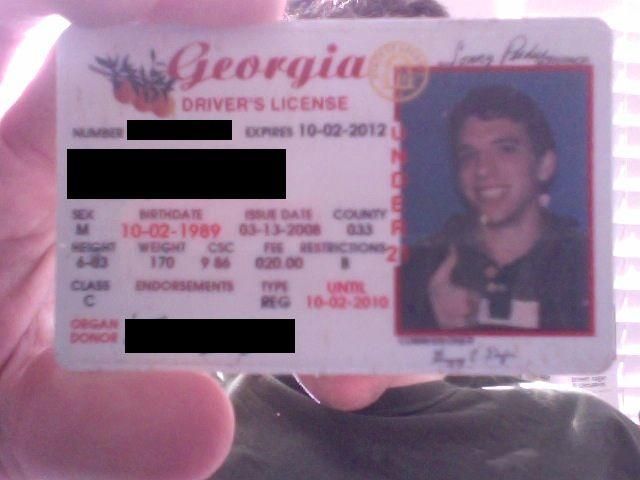 Georgia
DRIVER'S LICENSE
NUMBER EXPIRES 10-02-2012
SEX BIRTHDATE ISSUE DATE COUNTY
M 10-02-1989 03-13-2008 033
HEIGHT WEIGHT CSC FEE RESTRICTIONS
170 9 86 020.00 B
CLASS ENDORSEMENTS TYPE UNTIL
C REG 10-02-2010
ORGAN
DONOR
UNDER 21